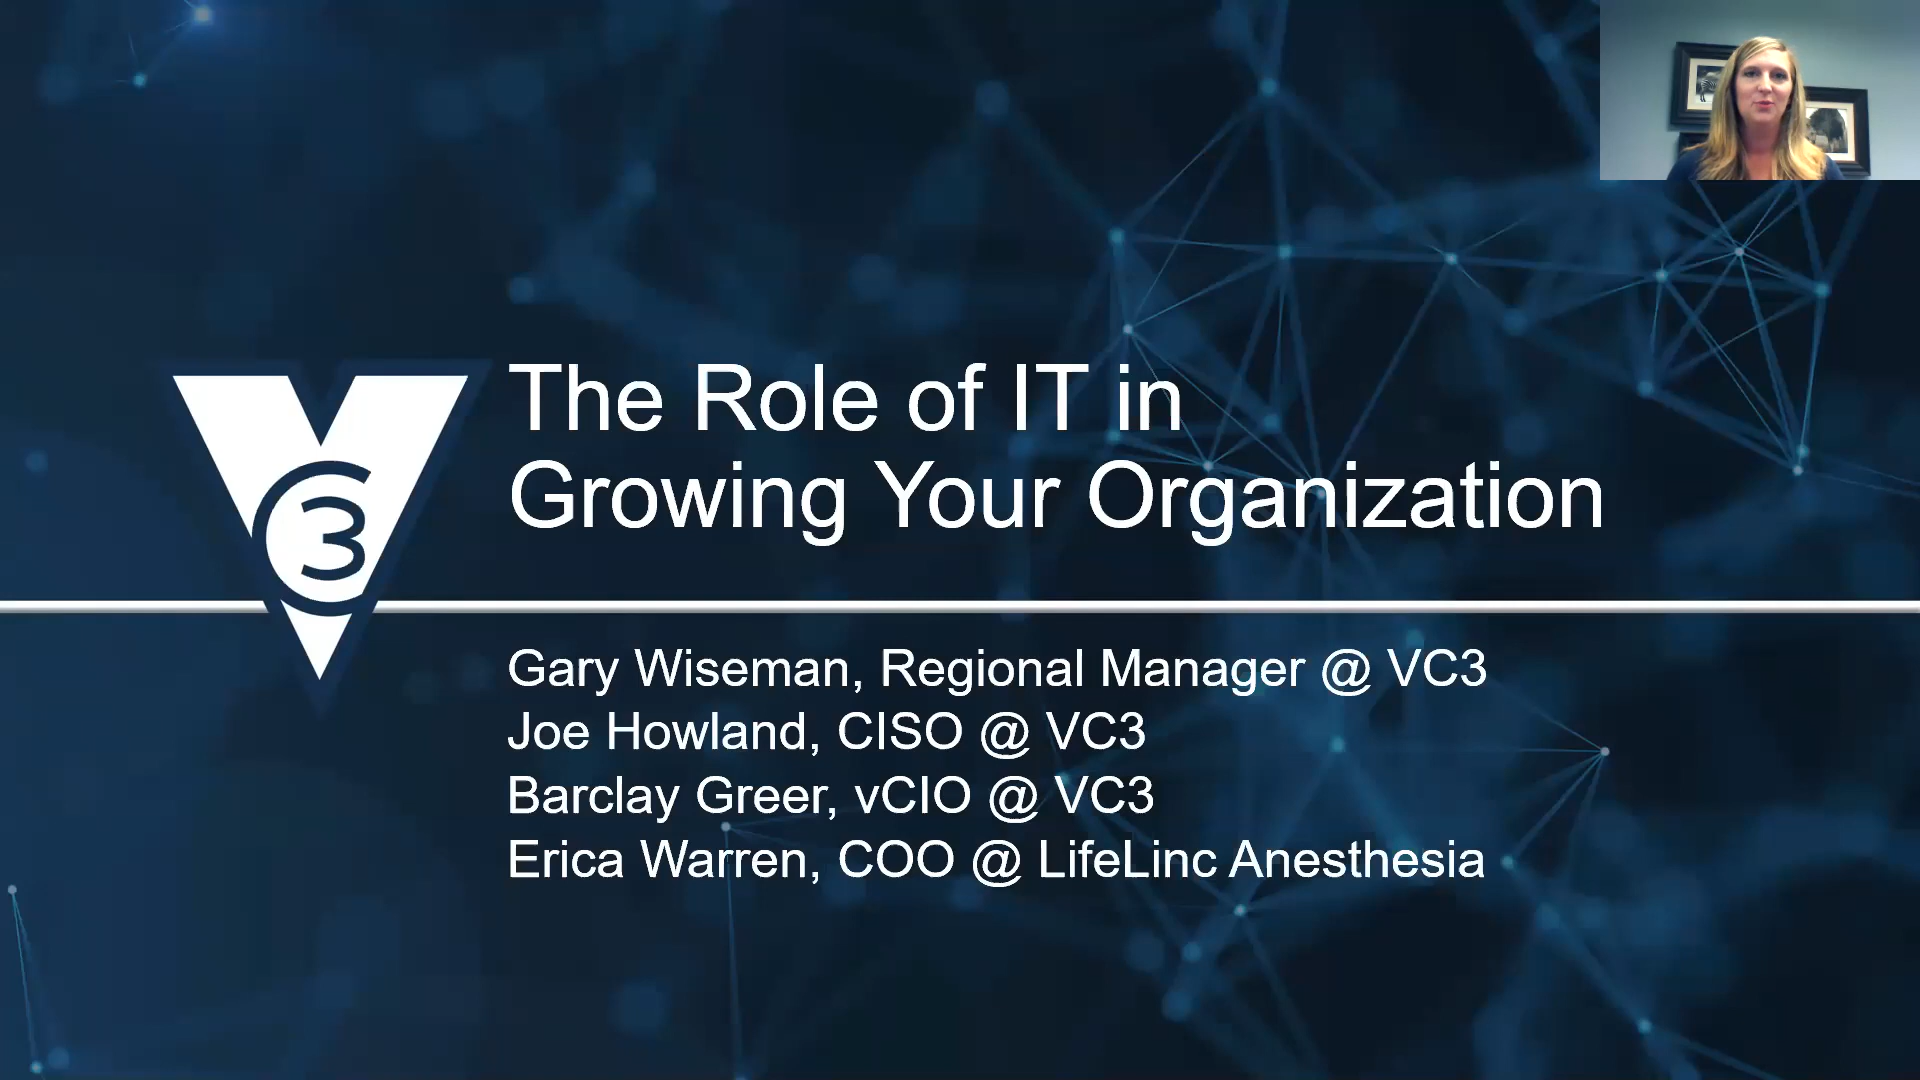 The Role of IT in
Growing Your Organization
V3
Gary Wiseman, Regional Manager @ VC3
Joe Howland, CISO @ VC3
Barclay Greer, vCIO @ VC3
Erica Warren, COO @ LifeLinc Anesthesia